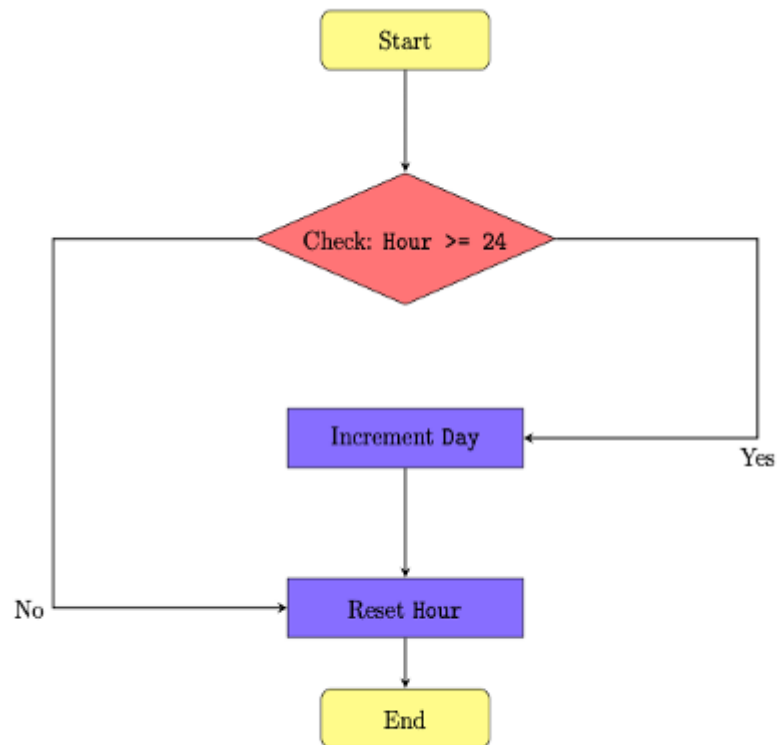 Start
Check: Hour >= 24
Increment Day
Yes
No
Reset Hour
End